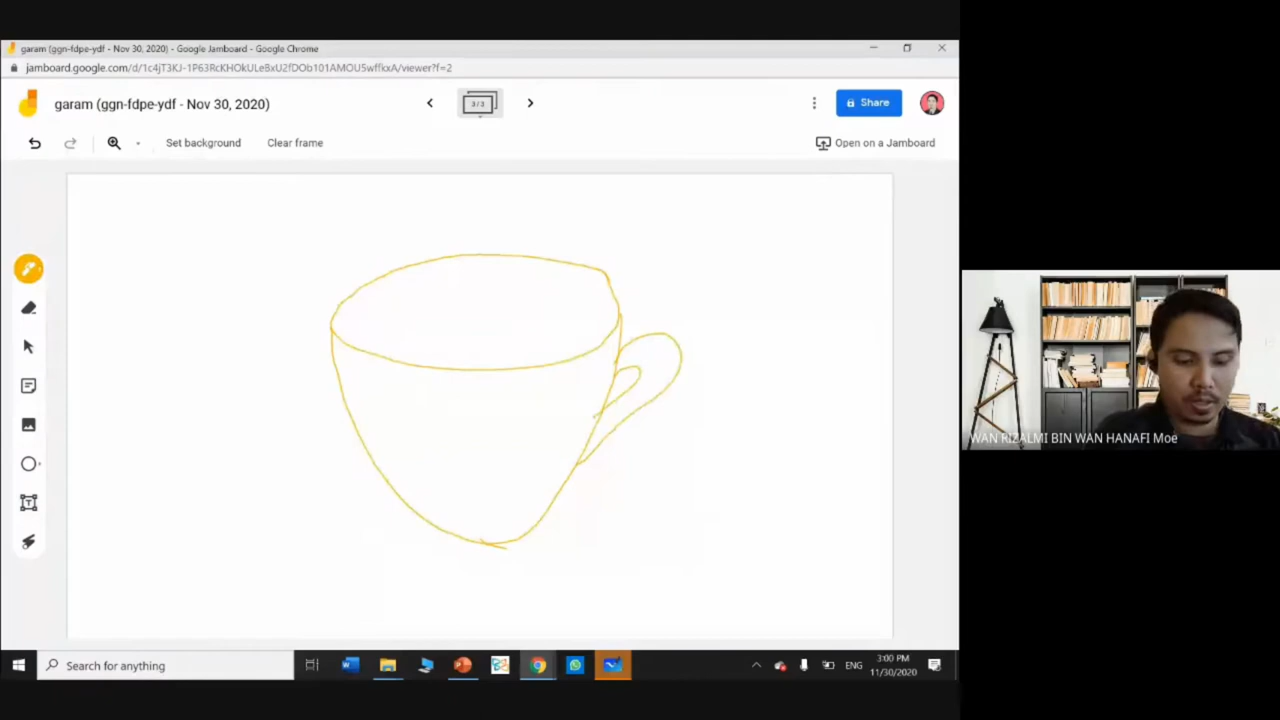 garam (ggn-fdpe-ydf - Nov 30, 2020) - Google Jamboard - Google Chrome
garam (ggn-fdpe-ydf - Nov 30, 2020)
3/3
Share
Set background
Clear frame
Open on a Jamboard
WAN RIZALMI BIN WAN HANAFI Moe
Search for anything
ENG
3:00 PM
11/30/2020